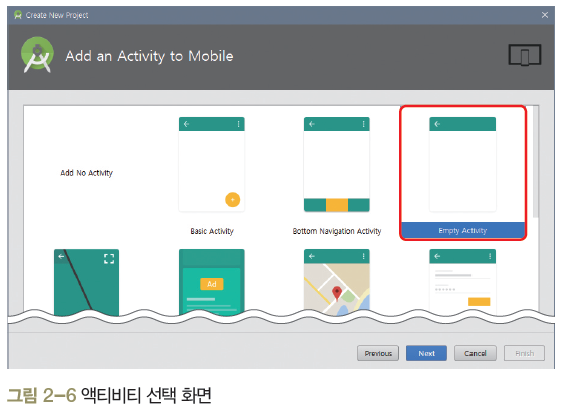 Create New Project
Add an Activity to Mobile
Add No Activity
Basic Activity
Bottom Navigation Activity
Empty Activity
Ad
Previous
Next
Cancel
Finish
그림 2-6 액티비티 선택 화면